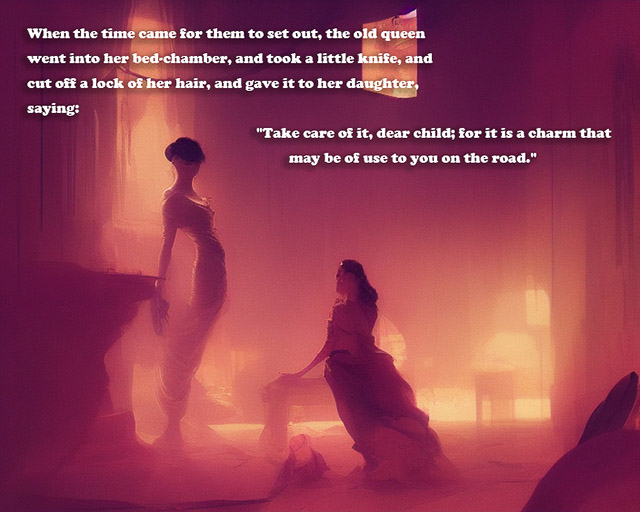 When the time came for them to set out, the old queen
went into her bed-chamber, and took a little knife, and
cut off a lock of her hair, and gave it to her daughter,
saying:
"Take care of it, dear child; for it is a charm that
may be of use to you on the road."